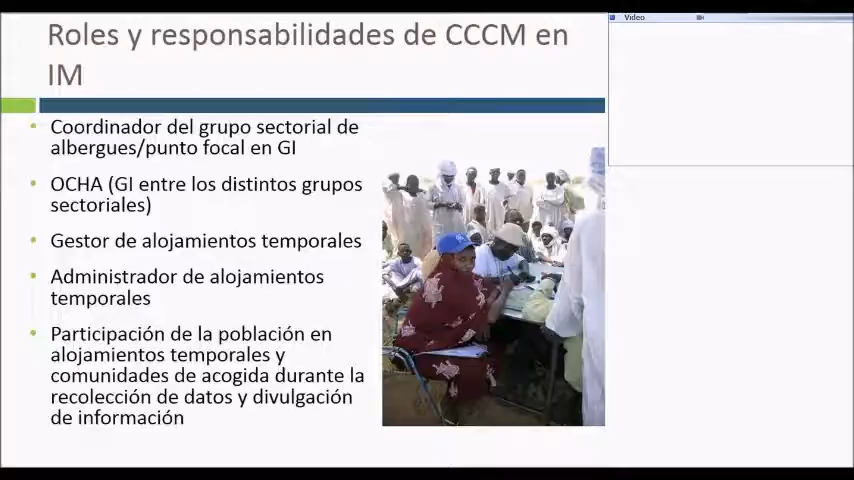 Roles y responsabilidades de CCCM en
IM
Coordinador del grupo sectorial de
albergues/punto focal en GI
OCHA (GI entre los distintos grupos
sectoriales)
Gestor de alojamientos temporales
Administrador de alojamientos
temporales
Participación de la población en
alojamientos temporales y
comunidades de acogida durante la
recolección de datos y divulgación
de información
Video